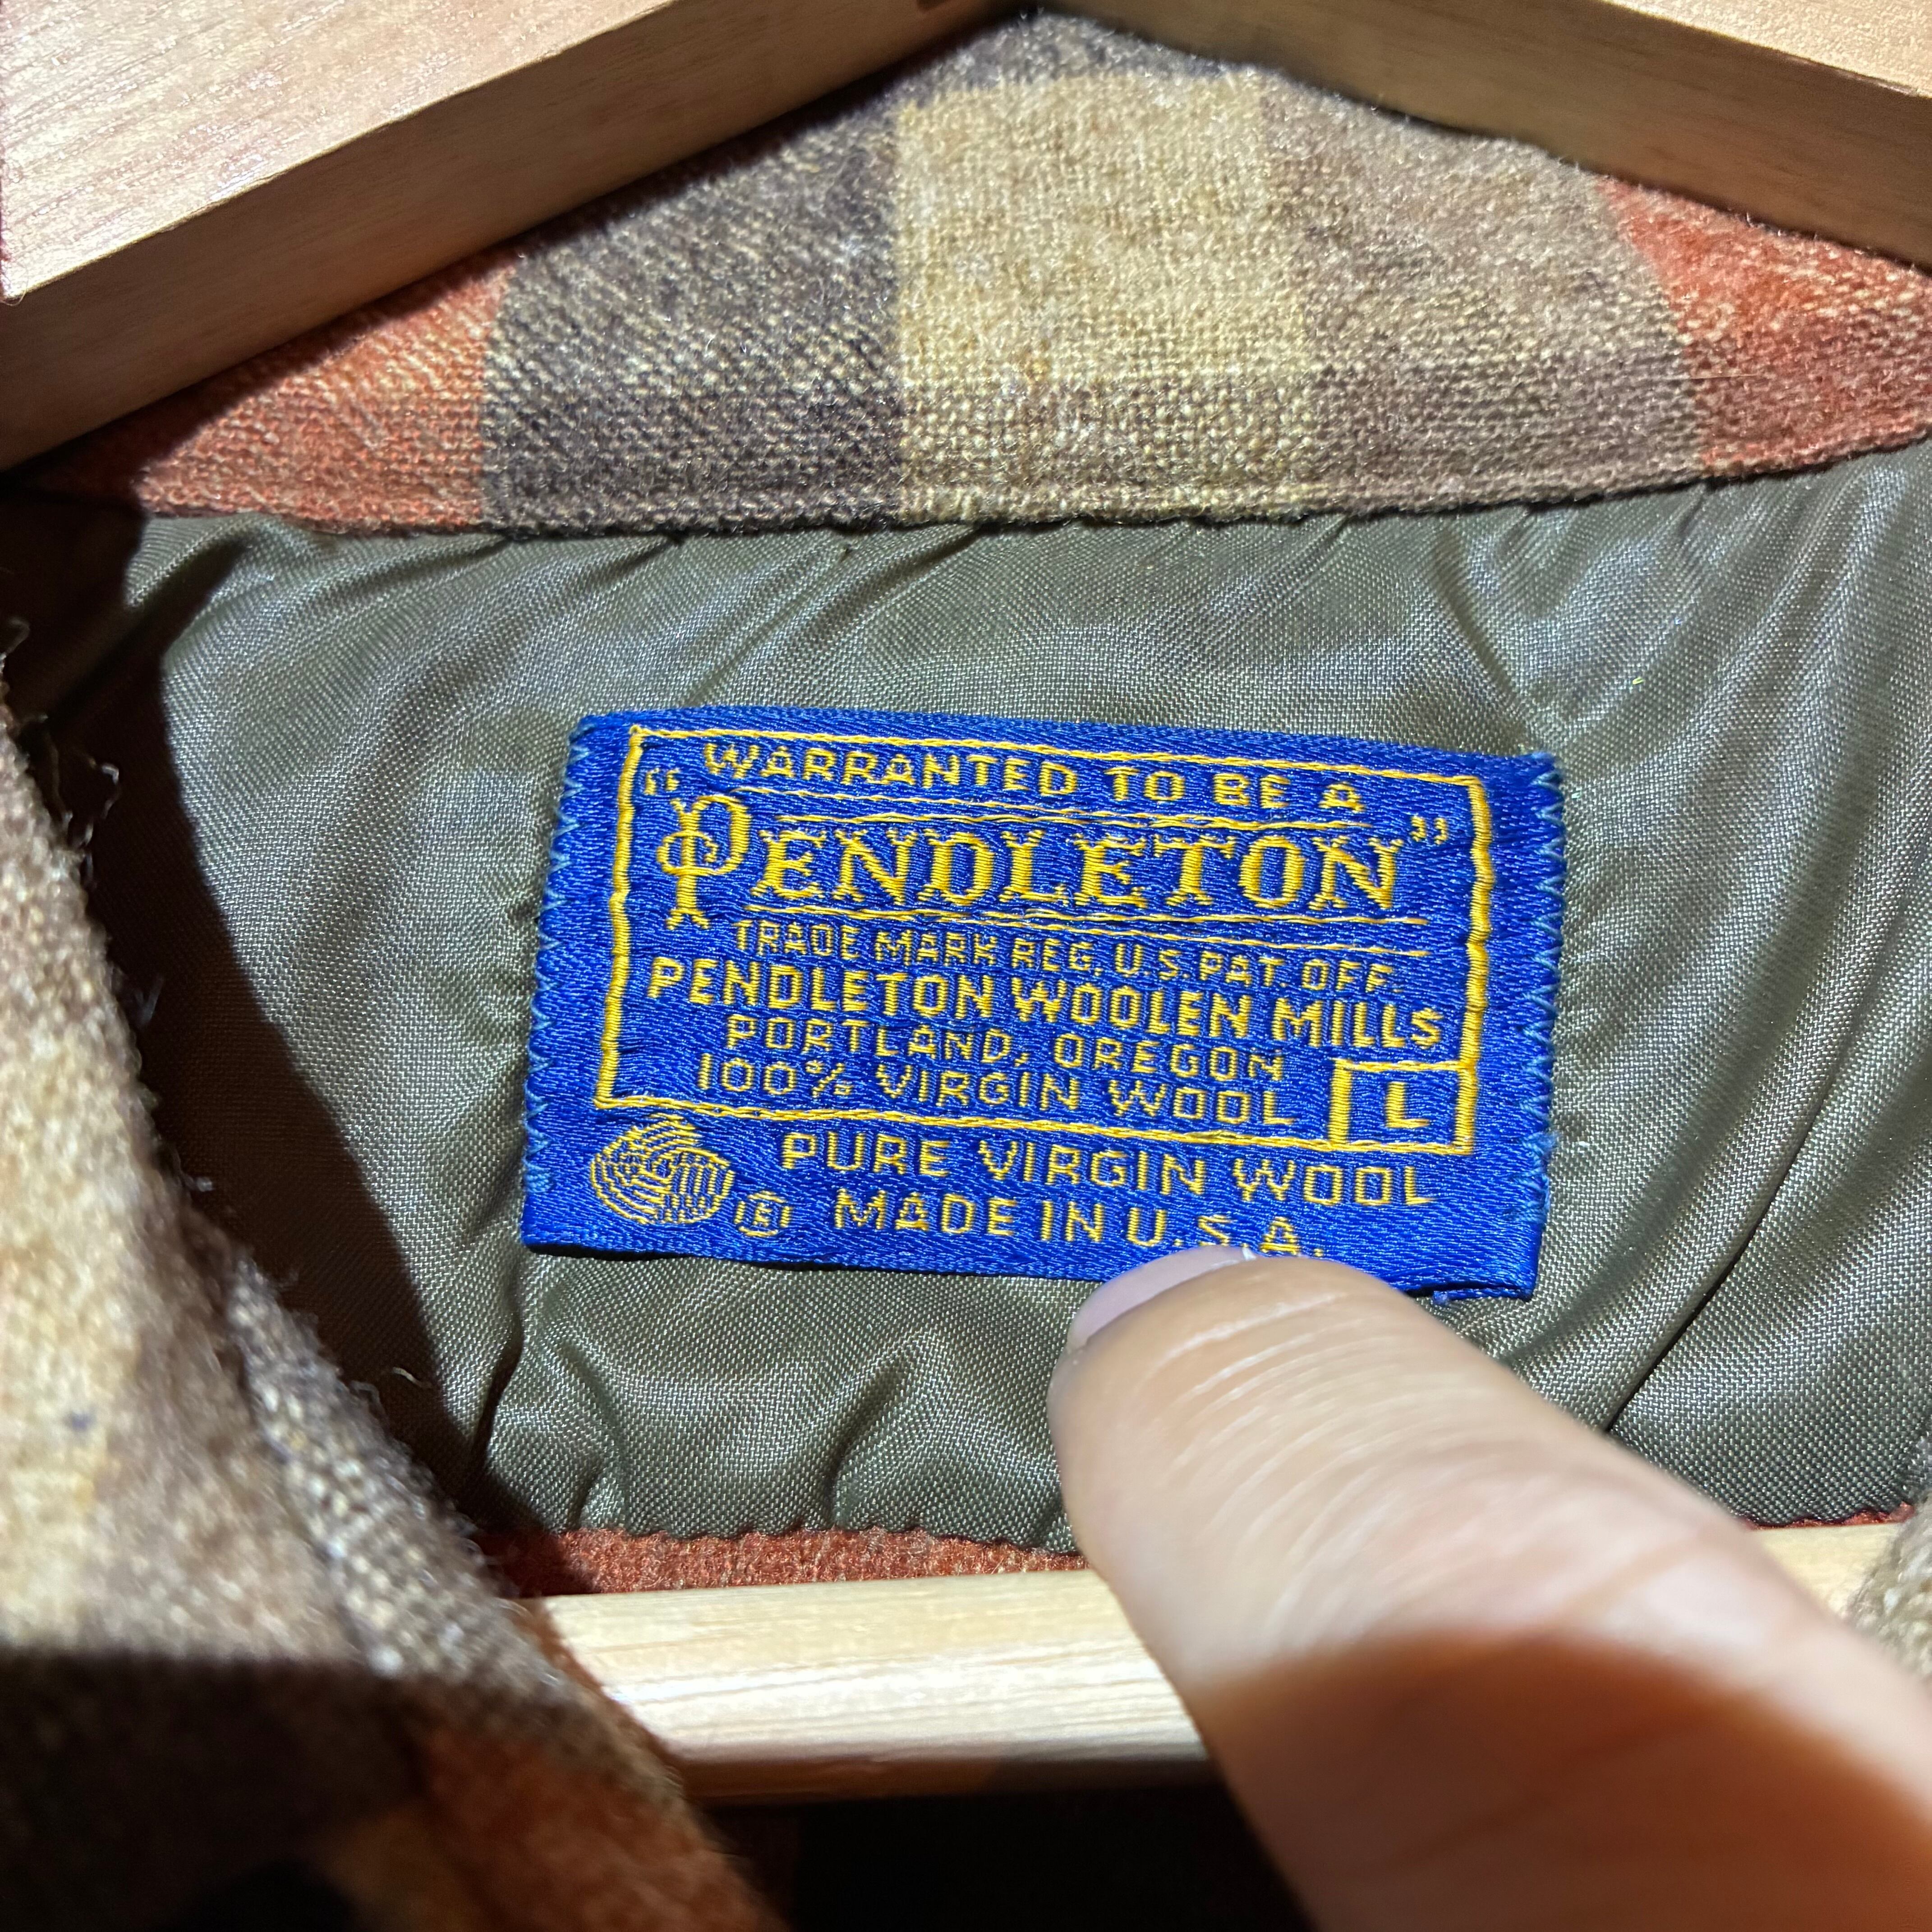 WARRANTED TO BE A
"PENDLETON"
TRADE MARK REG. U.S. PAT. OFF.
PENDLETON WOOLEN MILLS
PORTLAND, OREGON
100% VIRGIN WOOL L
PURE VIRGIN WOOL
MADE IN U.S.A.